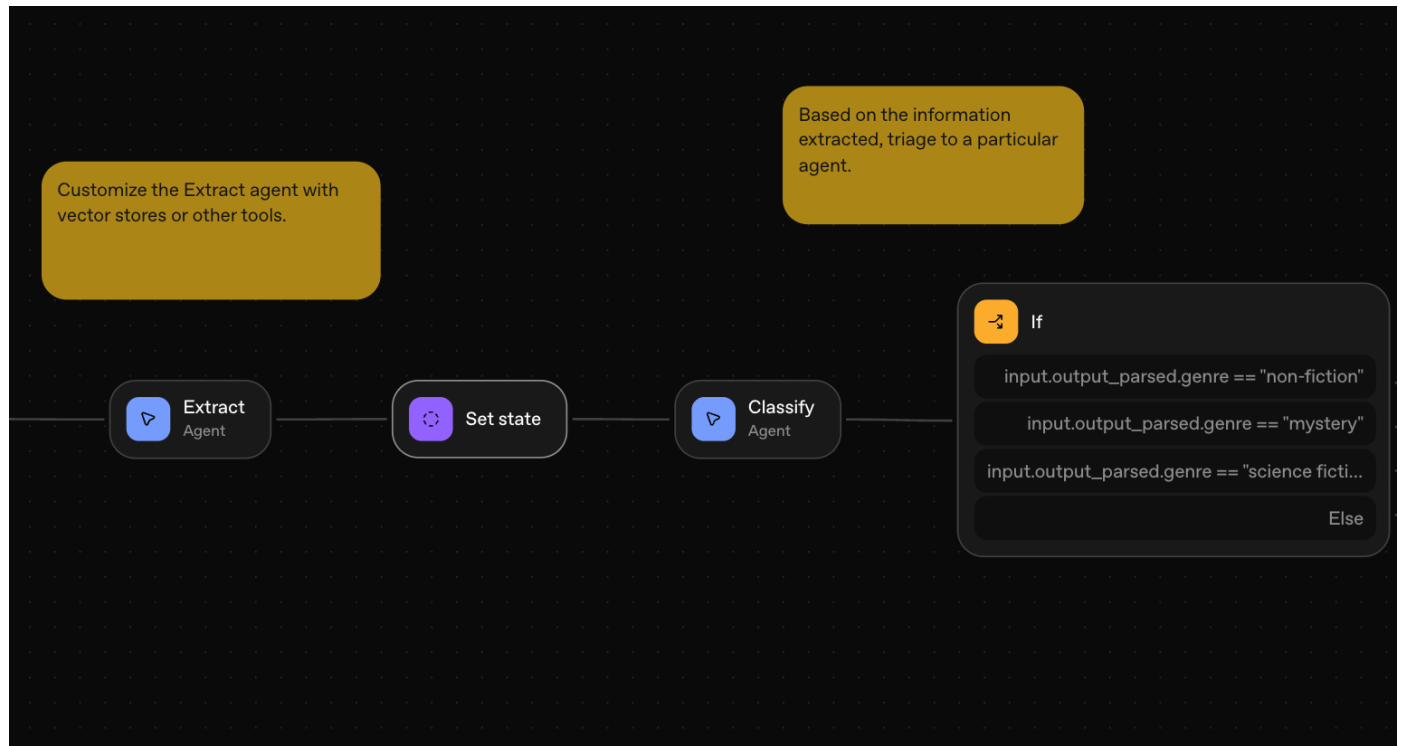 Based on the information
extracted, triage to a particular
agent.
Customize the Extract agent with
vector stores or other tools.
Extract
Agent
Set state
Classify
Agent
If
input.output_parsed.genre == "non-fiction"
input.output_parsed.genre == "mystery"
input.output_parsed.genre == "science ficti...
Else